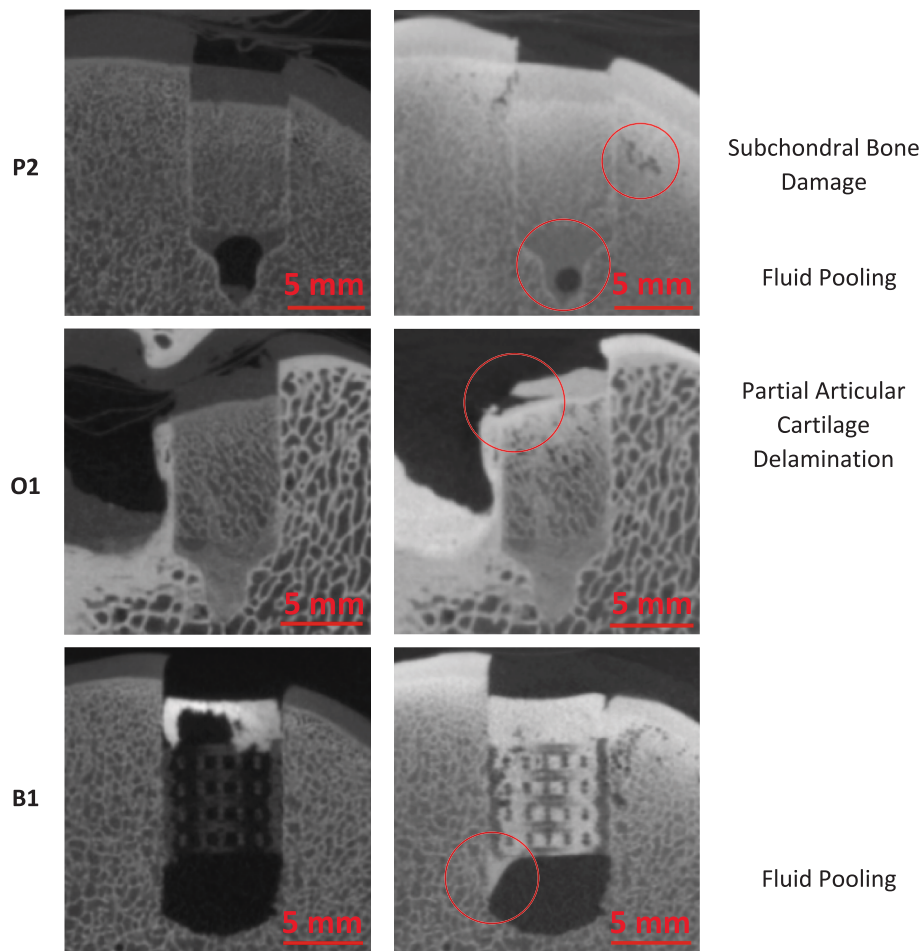 P2
5 mm
5 mm
Subchondral Bone
Damage
Fluid Pooling
O1
5 mm
5 mm
Partial Articular
Cartilage
Delamination
B1
5 mm
5 mm
Fluid Pooling